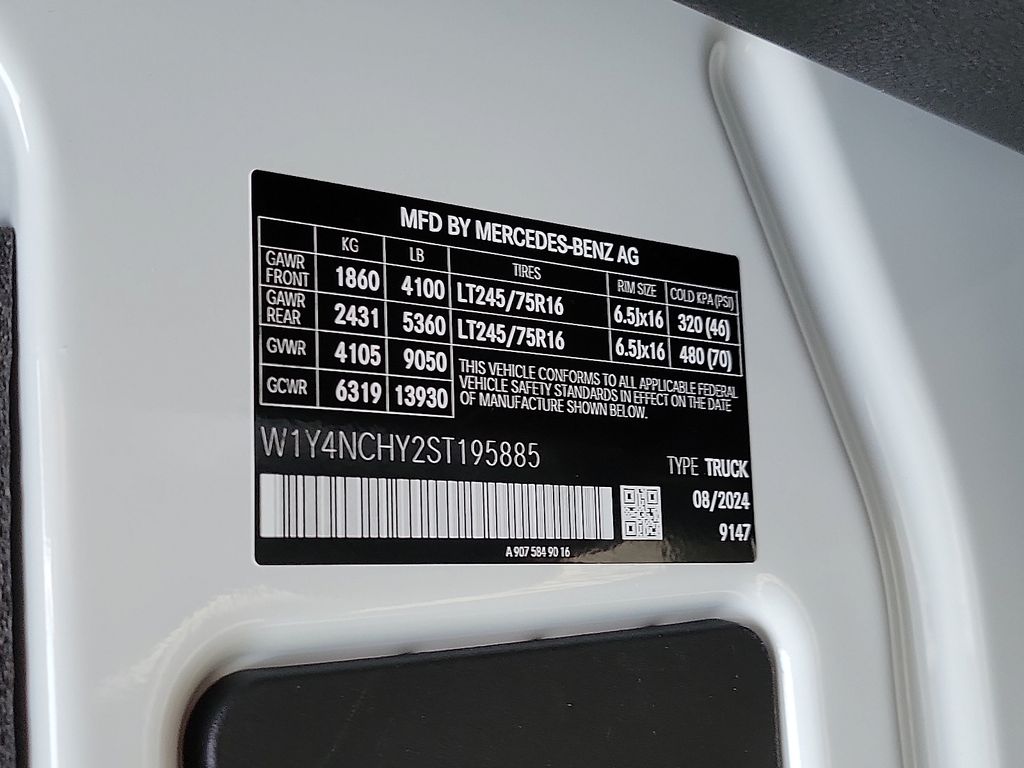 MFD BY MERCEDES-BENZ AG
KG LB TIRES RIM SIZE COLD KPA (PSI)
GAWR FRONT 1860 4100 LT245/75R16 6.5Jx16 320 (46)
GAWR REAR 2431 5360 LT245/75R16 6.5Jx16 480 (70)
GVWR 4105 9050
GCWR 6319 13930
THIS VEHICLE CONFORMS TO ALL APPLICABLE FEDERAL
VEHICLE SAFETY STANDARDS IN EFFECT ON THE DATE
OF MANUFACTURE SHOWN BELOW.
W1Y4NCHY2ST195885
TYPE TRUCK
08/2024
9147
A 907 584 90 16